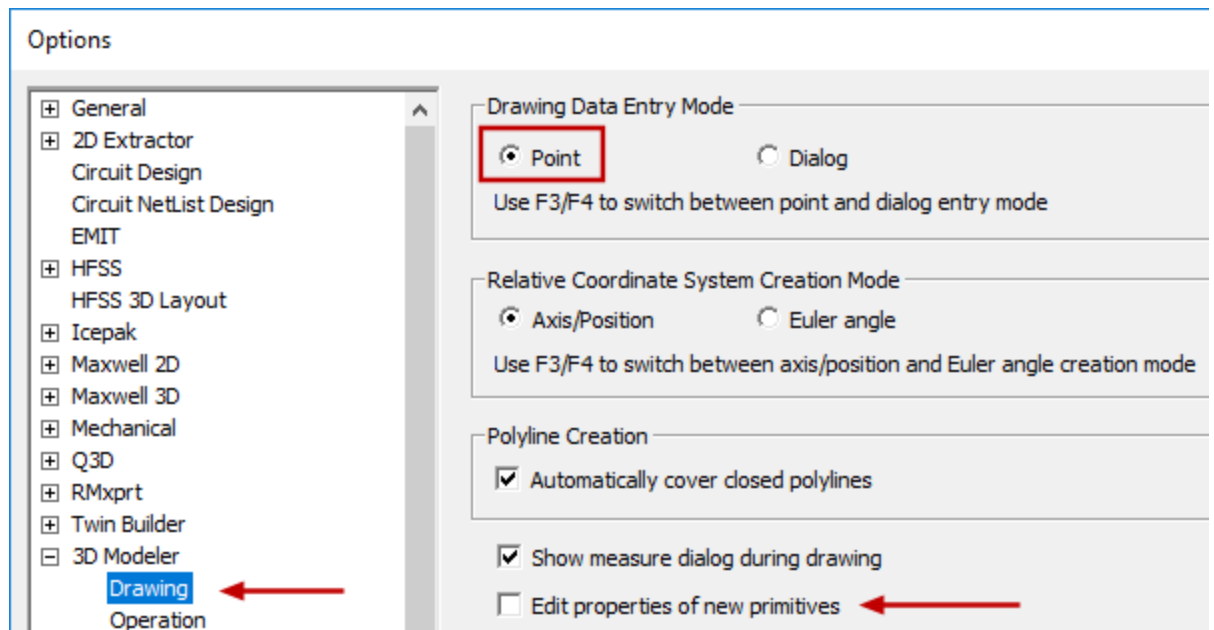 Options
General
2D Extractor
Circuit Design
Circuit NetList Design
EMIT
HFSS
HFSS 3D Layout
Icepak
Maxwell 2D
Maxwell 3D
Mechanical
Q3D
RMxprt
Twin Builder
3D Modeler
Drawing
Operation
Drawing Data Entry Mode
Point Dialog
Use F3/F4 to switch between point and dialog entry mode
Relative Coordinate System Creation Mode
Axis/Position Euler angle
Use F3/F4 to switch between axis/position and Euler angle creation mode
Polyline Creation
Automatically cover closed polylines
Show measure dialog during drawing
Edit properties of new primitives